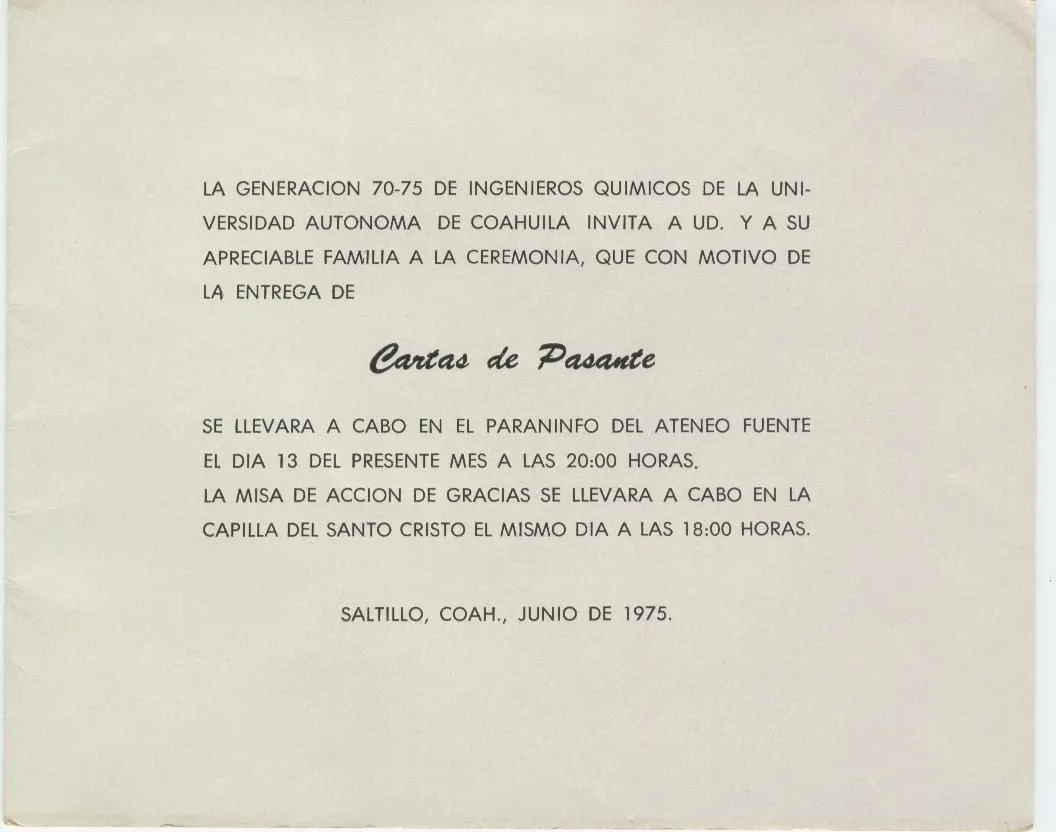 LA GENERACION 70-75 DE INGENIEROS QUIMICOS DE LA UNI-
VERSIDAD AUTONOMA DE COAHUILA INVITA A UD. Y A SU
APRECIABLE FAMILIA A LA CEREMONIA, QUE CON MOTIVO DE
LA ENTREGA DE
Cartas de Pasante
SE LLEVARA A CABO EN EL PARANINFO DEL ATENEO FUENTE
EL DIA 13 DEL PRESENTE MES A LAS 20:00 HORAS.
LA MISA DE ACCION DE GRACIAS SE LLEVARA A CABO EN LA
CAPILLA DEL SANTO CRISTO EL MISMO DIA A LAS 18:00 HORAS.
SALTILLO, COAH., JUNIO DE 1975.